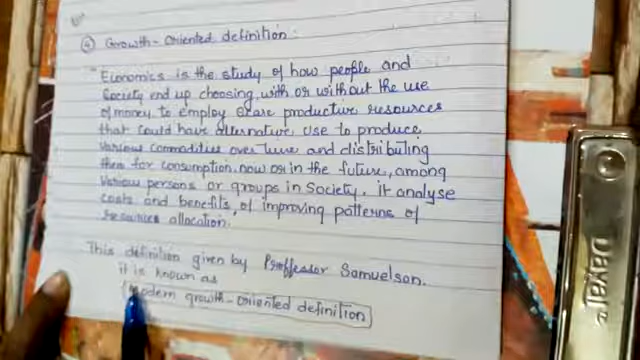 ④ Growth-Oriented definition:
"Economics is the study of how people and
Society end up choosing, with or without the use
of money, to employ scare productive resources
that could have alternative use to produce
various commodities over time and distributing
them for consumption, now or in the future, among
various persons or groups in Society. it analyse
costs and benefits, of improving patterns of
resources allocation.
This definition given by Proffessor Samuelson.
it is known as
modern growth-oriented definition
Dayal